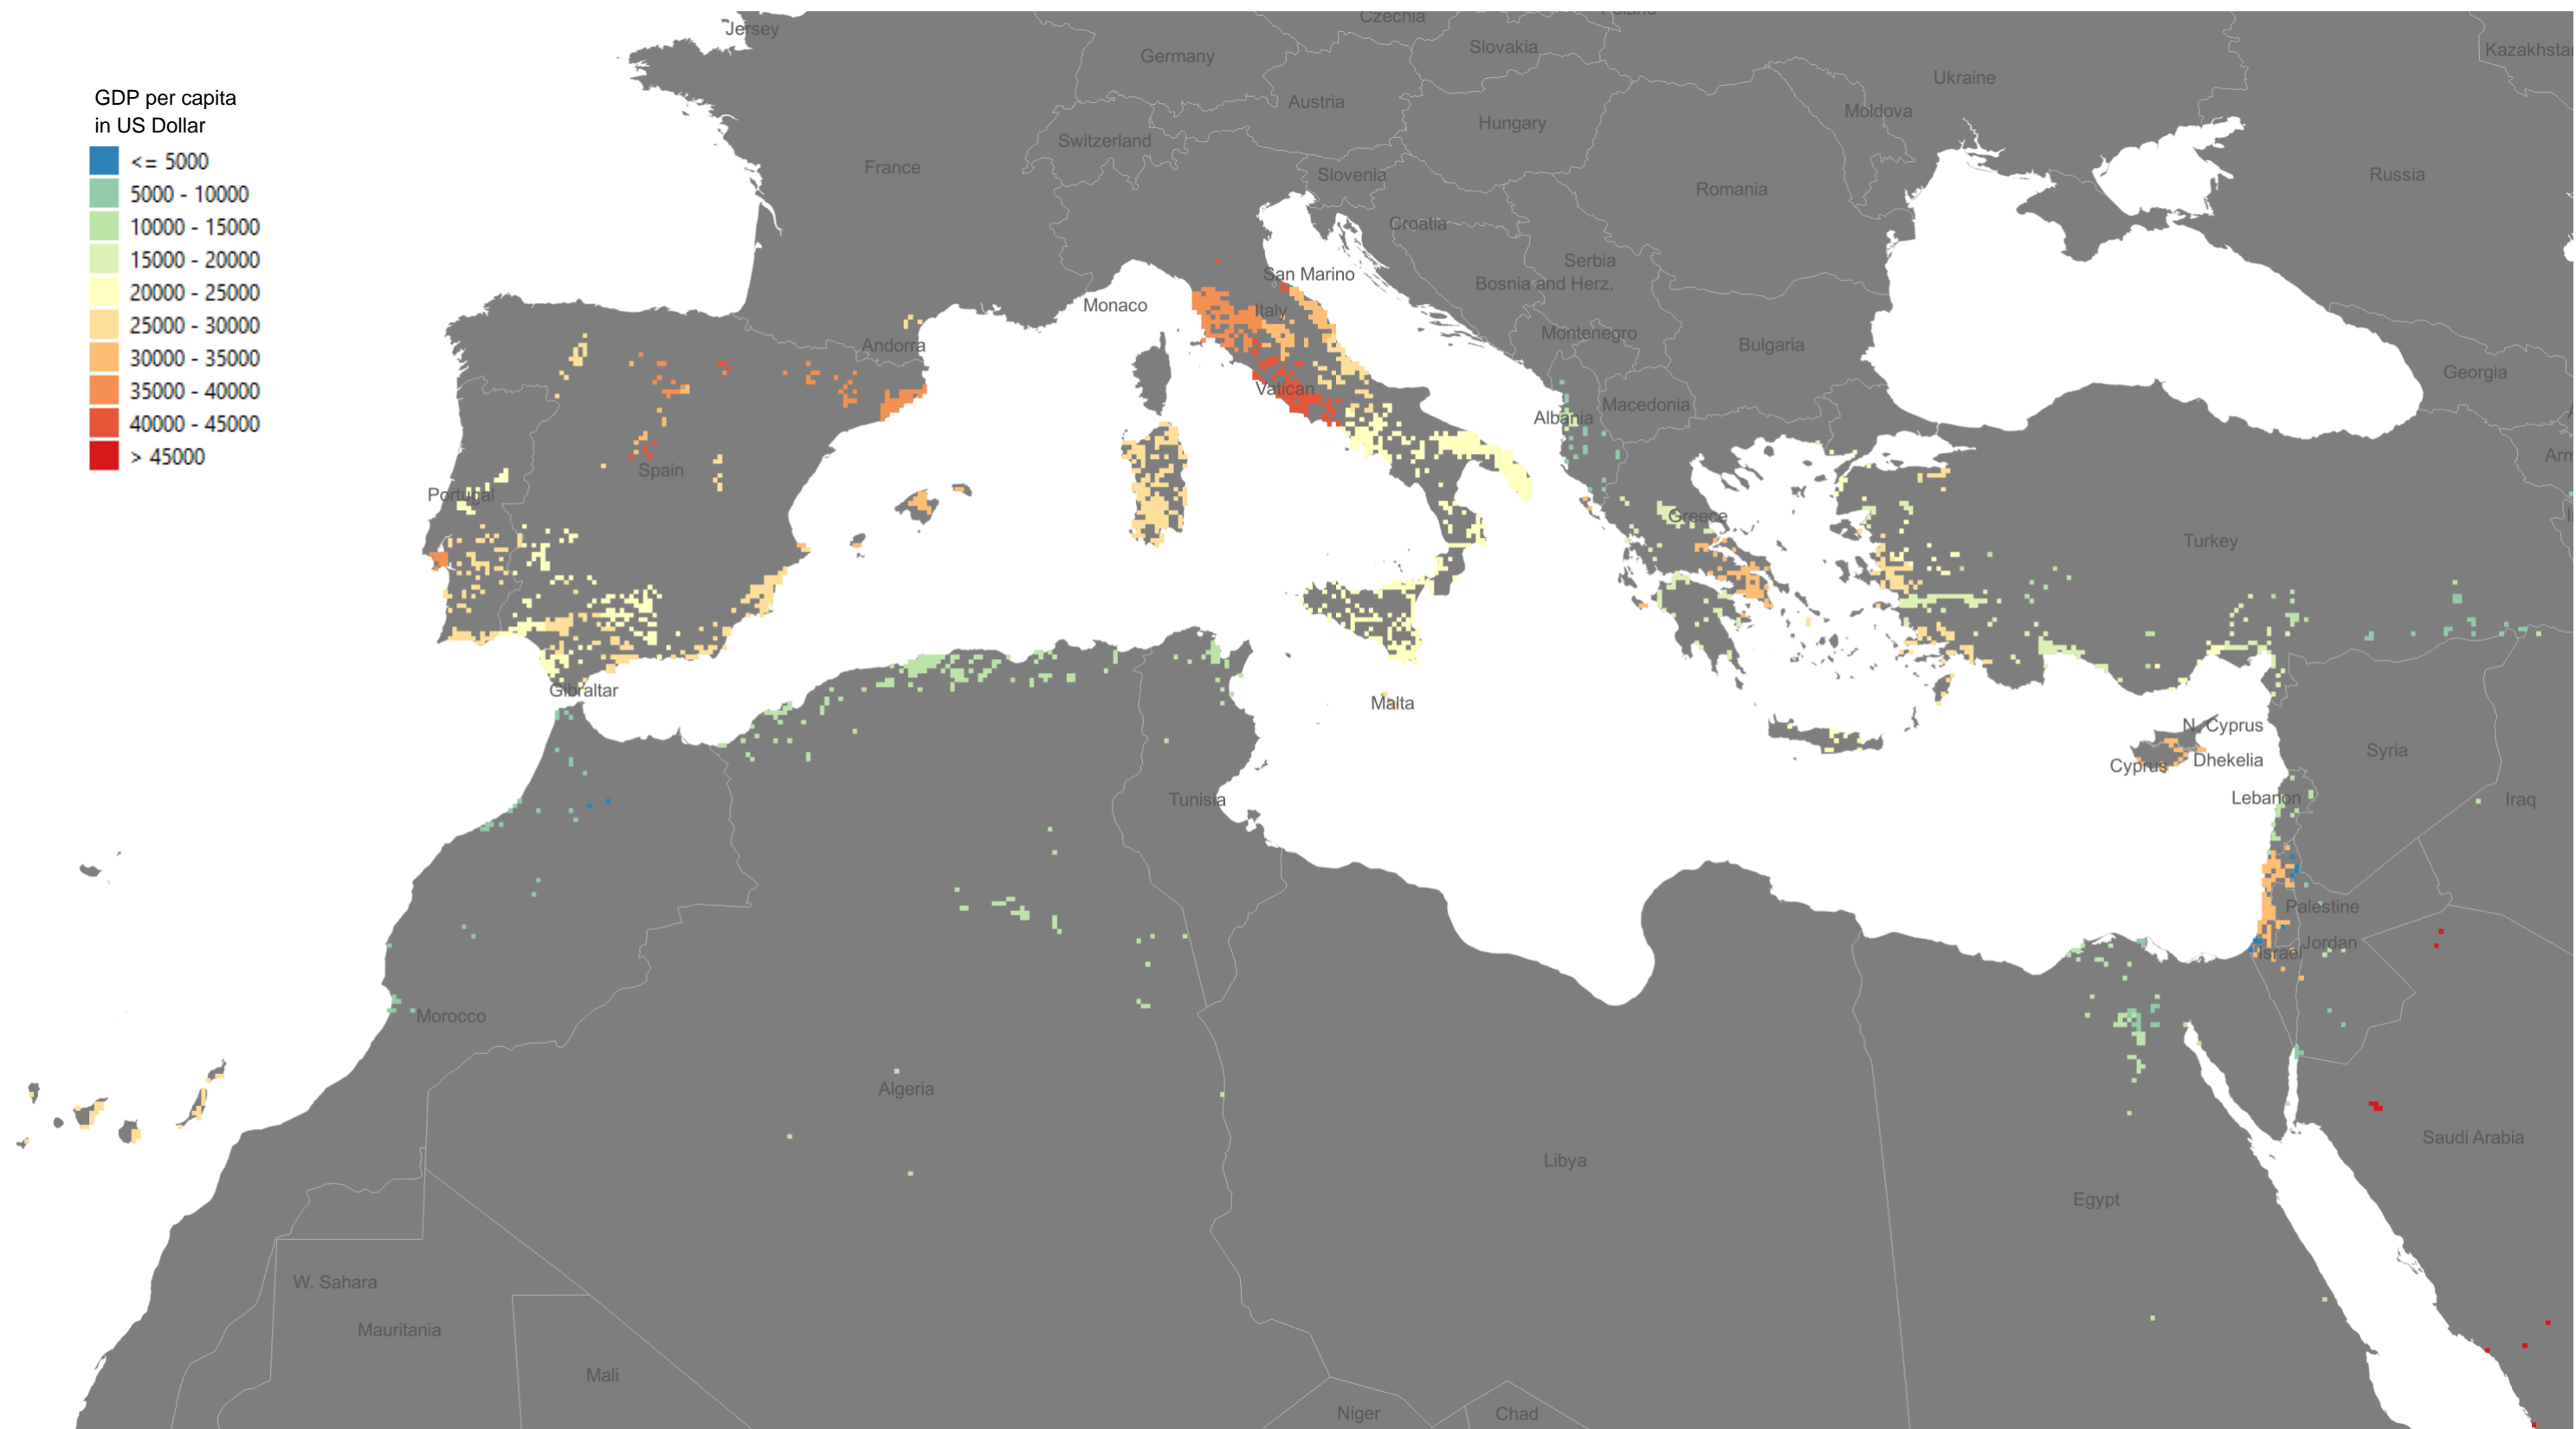 Jersey
Czechia
Germany
Slovakia
Kazakhsta
Ukraine
Austria
Moldova
Hungary
Switzerland
France
Slovenia
Romania
Russia
Croatia
Serbia
San Marino
Bosnia and Herz.
Monaco
Italy
Montenegro
Andorra
Bulgaria
Georgia
Vatican
Macedonia
Albania
Arm
Spain
Portugal
Greece
Turkey
Gibraltar
Malta
N. Cyprus
Syria
Cyprus
Dhekelia
Tunisia
Lebanon
Iraq
Palestine
Jordan
Israel
Morocco
Algeria
Saudi Arabia
Libya
Egypt
W. Sahara
Mauritania
Mali
Niger
Chad
GDP per capita
in US Dollar
<= 5000
5000 - 10000
10000 - 15000
15000 - 20000
20000 - 25000
25000 - 30000
30000 - 35000
35000 - 40000
40000 - 45000
> 45000